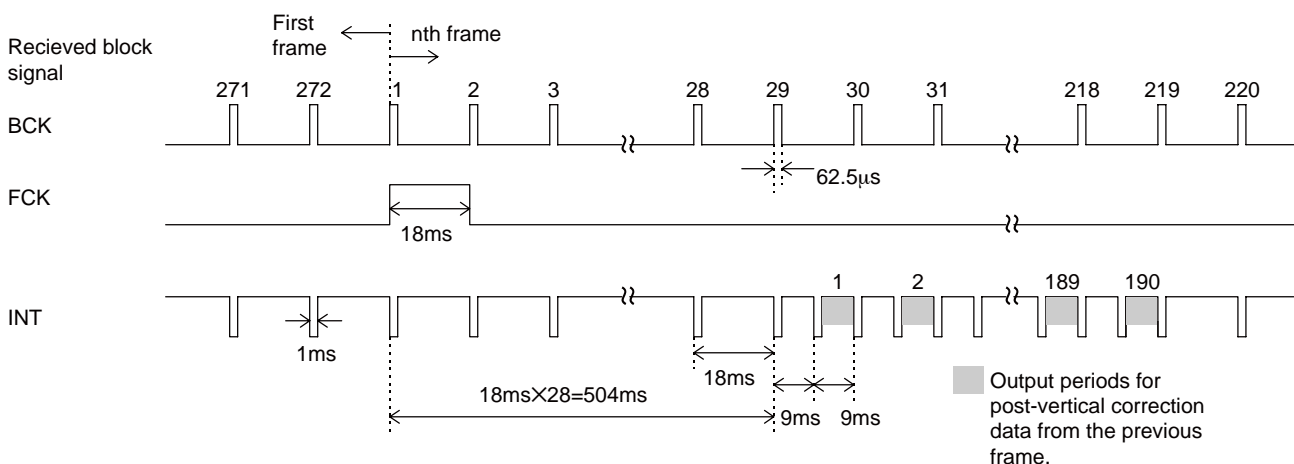 First
frame
nth frame
Recieved block
signal
271 272 1 2 3 28 29 30 31 218 219 220
BCK
62.5μs
FCK
18ms
1 2 189 190
INT
1ms
18ms
18ms×28=504ms
9ms 9ms
Output periods for
post-vertical correction
data from the previous
frame.